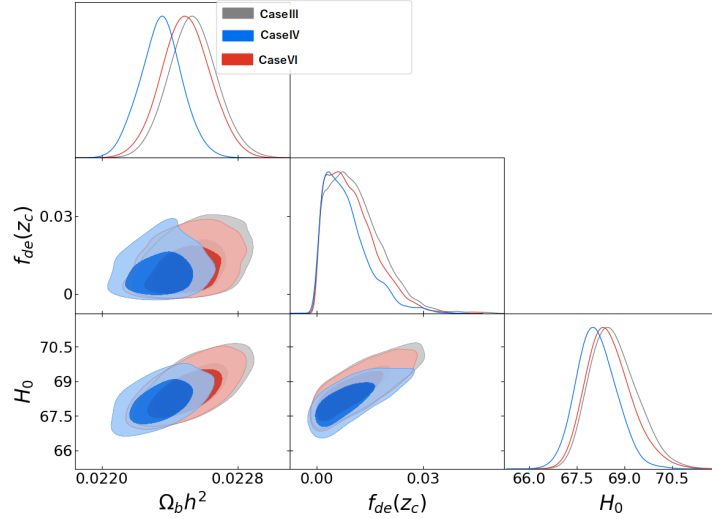 CaseIII
CaseIV
CaseVI
f_de(z_c)
0.03
0
H_0
70.5
69
67.5
66
0.0220 0.0228 0.00 0.03 66.0 67.5 69.0 70.5
Ω_b h² f_de(z_c) H_0